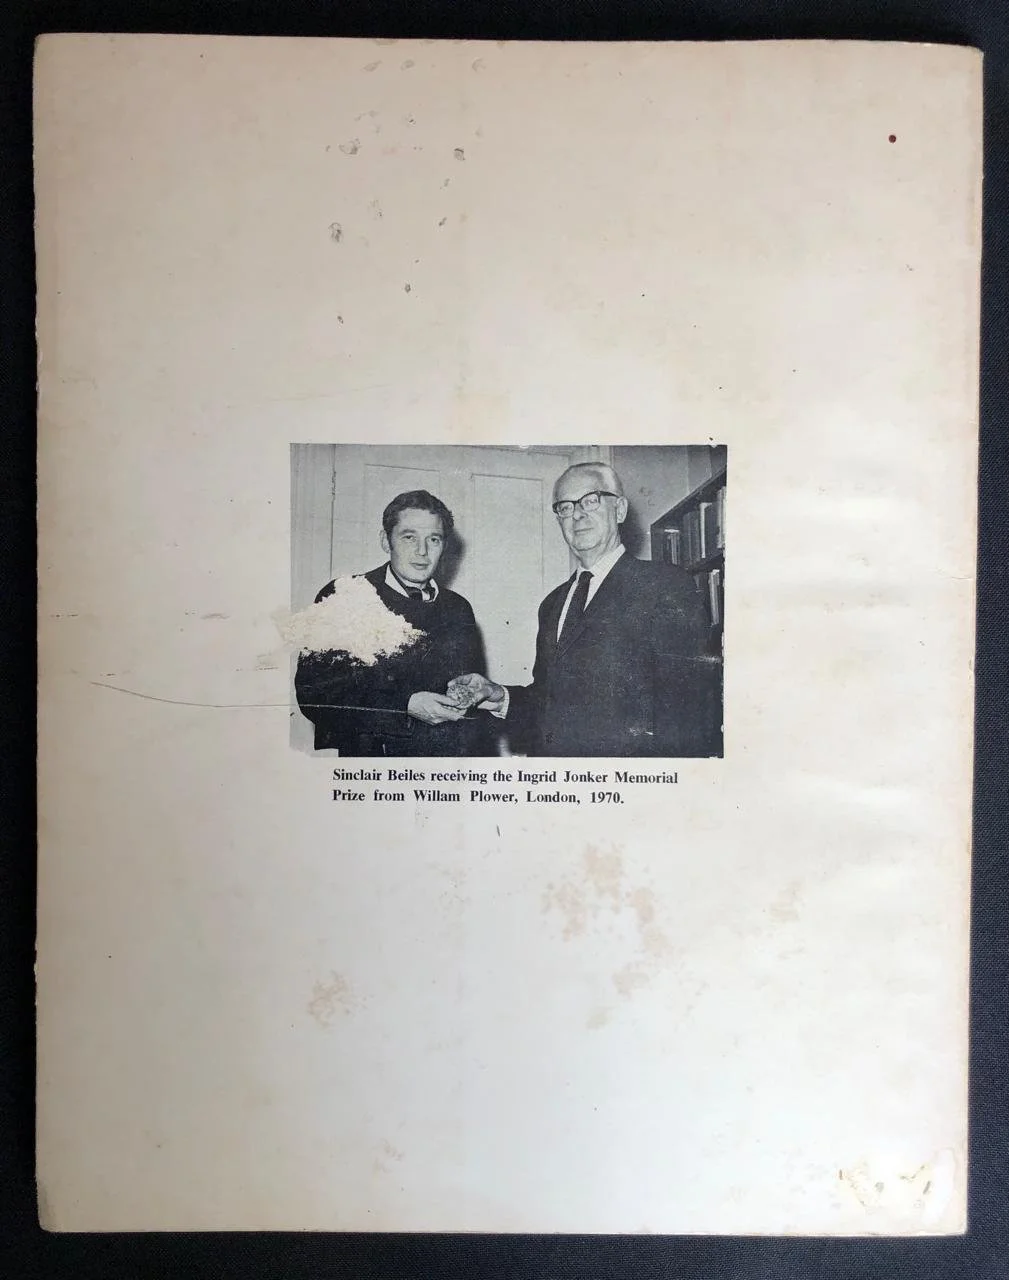 Sinclair Beiles receiving the Ingrid Jonker Memorial
Prize from Willam Plower, London, 1970.